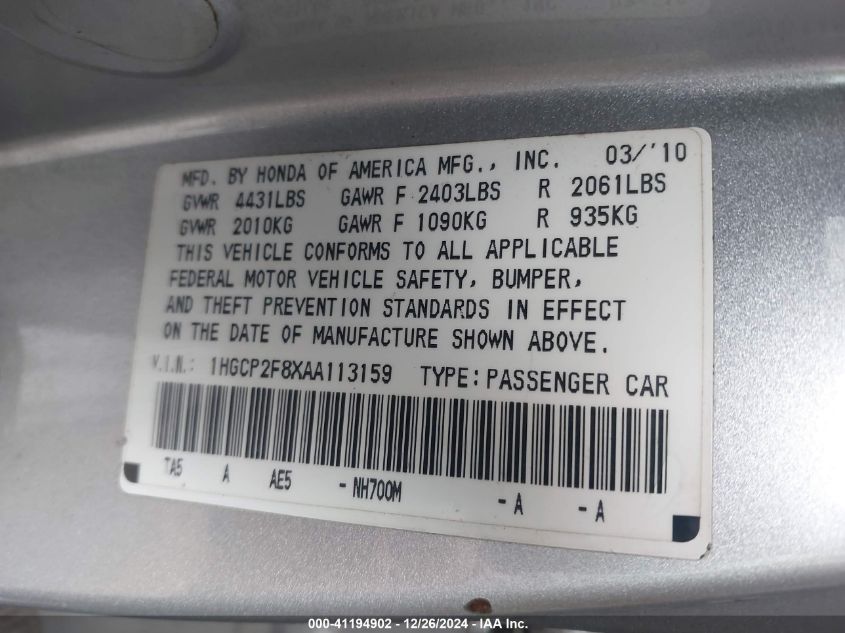 MFD. BY HONDA OF AMERICA MFG., INC. 03/'10
GVWR 4431LBS GAWR F 2403LBS R 2061LBS
GVWR 2010KG GAWR F 1090KG R 935KG
THIS VEHICLE CONFORMS TO ALL APPLICABLE
FEDERAL MOTOR VEHICLE SAFETY, BUMPER,
AND THEFT PREVENTION STANDARDS IN EFFECT
ON THE DATE OF MANUFACTURE SHOWN ABOVE.
V.I.N.: 1HGCP2F8XAA113159 TYPE:PASSENGER CAR
TA5 A AE5 -NH700M -A -A
000-41194902 - 12/26/2024 - IAA Inc.